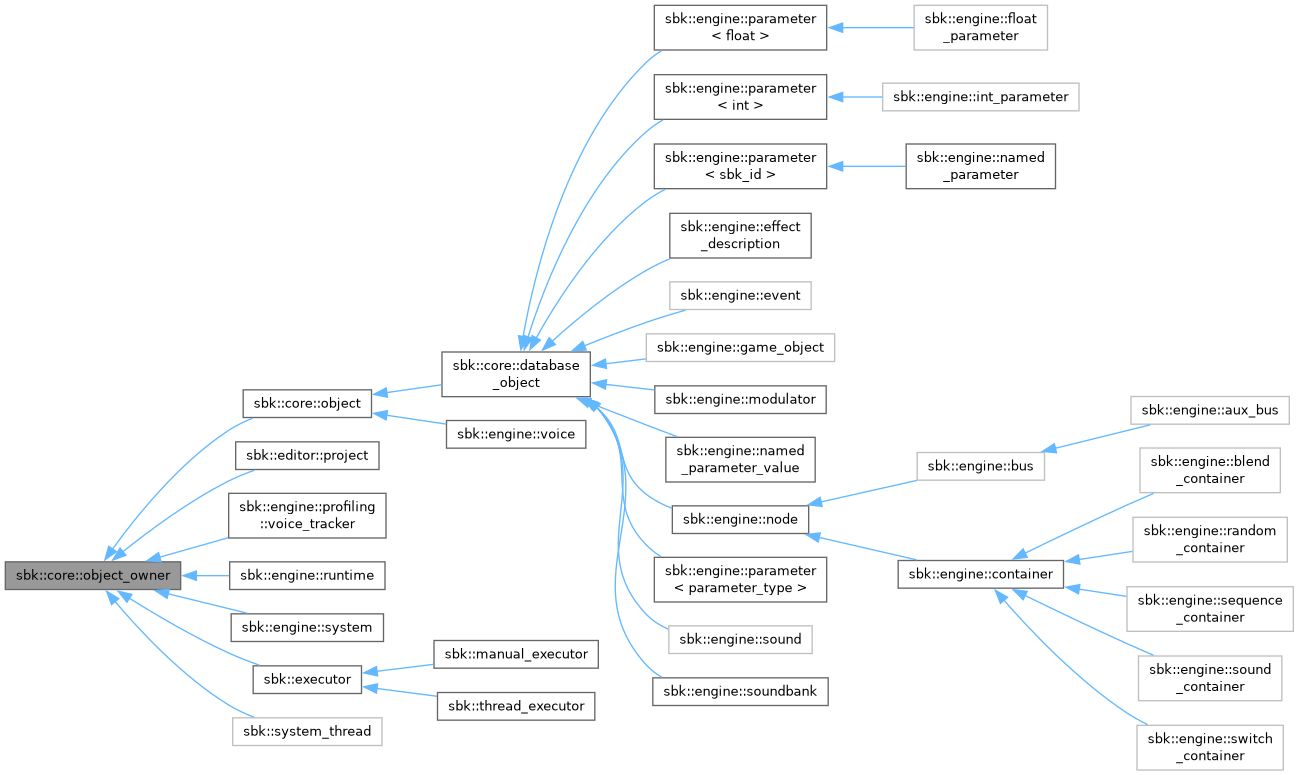 sbk::engine::parameter
< float >
sbk::engine::float
_parameter
sbk::engine::parameter
< int >
sbk::engine::int_parameter
sbk::engine::parameter
< sbk_id >
sbk::engine::named
_parameter
sbk::engine::effect
_description
sbk::engine::event
sbk::engine::game_object
sbk::core::database
_object
sbk::engine::modulator
sbk::core::object
sbk::engine::voice
sbk::engine::named
_parameter_value
sbk::engine::aux_bus
sbk::editor::project
sbk::engine::bus
sbk::engine::blend
_container
sbk::engine::profiling
::voice_tracker
sbk::engine::node
sbk::engine::random
_container
sbk::core::object_owner
sbk::engine::runtime
sbk::engine::parameter
< parameter_type >
sbk::engine::container
sbk::engine::sequence
_container
sbk::engine::system
sbk::engine::sound
sbk::manual_executor
sbk::executor
sbk::engine::sound
_container
sbk::engine::soundbank
sbk::thread_executor
sbk::system_thread
sbk::engine::switch
_container